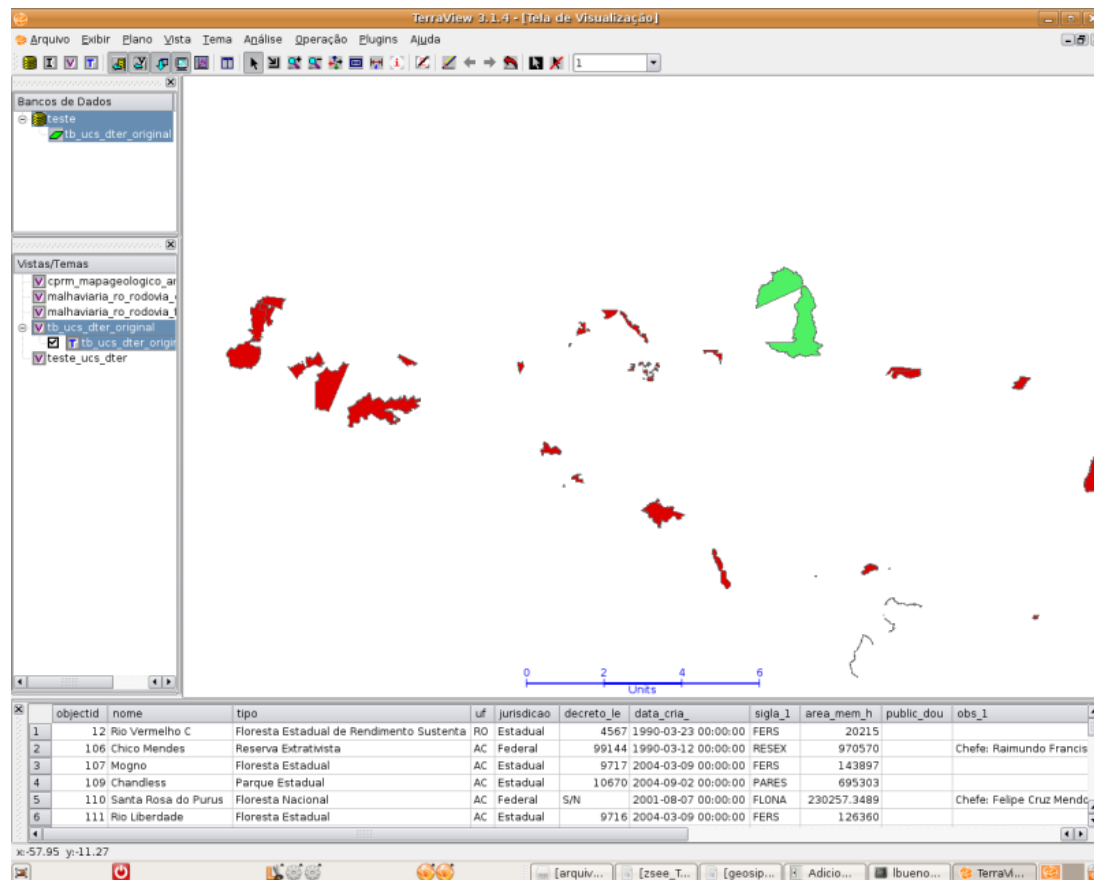 TerraView 3.1.4 - [Tela de Visualização]
Arquivo Exibir Plano Vista Tema Análise Operação Plugins Ajuda
1
Bancos de Dados
teste
tb_ucs_dter_original
Vistas/Temas
cprm_mapageologico_ar
malhaviaria_ro_rodovia_
malhaviaria_ro_rodovia_
tb_ucs_dter_original
tb_ucs_dter_origir
teste_ucs_dter
0 2 4 6
Units
objectid nome tipo uf jurisdicao decreto_le data_cria_ sigla_1 area_mem_h public_dou obs_1
1 12 Rio Vermelho C Floresta Estadual de Rendimento Sustenta RO Estadual 4567 1990-03-23 00:00:00 FERS 20215
2 106 Chico Mendes Reserva Extrativista AC Federal 99144 1990-03-12 00:00:00 RESEX 970570 Chefe: Raimundo Francis
3 107 Mogno Floresta Estadual AC Estadual 9717 2004-03-09 00:00:00 FERS 143897
4 109 Chandless Parque Estadual AC Estadual 10670 2004-09-02 00:00:00 PARES 695303
5 110 Santa Rosa do Purus Floresta Nacional AC Federal S/N 2001-08-07 00:00:00 FLONA 230257.3489 Chefe: Felipe Cruz Mendo
6 111 Rio Liberdade Floresta Estadual AC Estadual 9716 2004-03-09 00:00:00 FERS 126360
x:-57.95 y:-11.27
[arquiv... [zsee_T... [geosip... Adicio... lbueno... TerraVi...